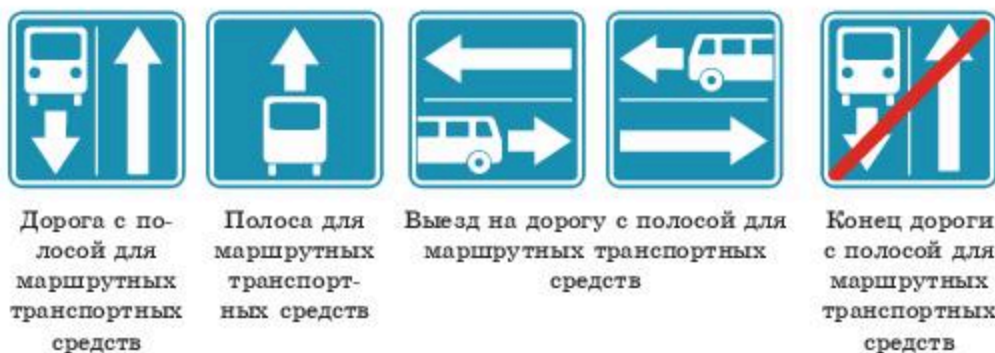 Дорога с по-
лосой для
маршрутных
транспортных
средств
Полоса для
маршрутных
транспорт-
ных средств
Выезд на дорогу с полосой для
маршрутных транспортных
средств
Конец дороги
с полосой для
маршрутных
транспортных
средств